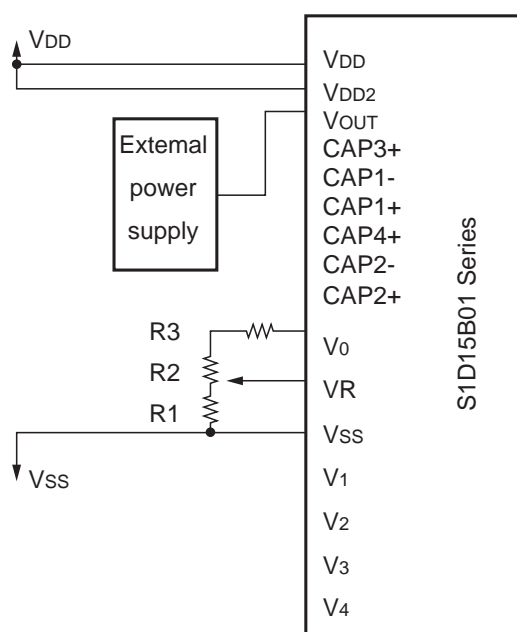 VDD
VDD
VDD2
VOUT
CAP3+
CAP1-
CAP1+
CAP4+
CAP2-
CAP2+
External
power
supply
S1D15B01 Series
R3
V0
R2
VR
R1
VSS
VSS
V1
V2
V3
V4